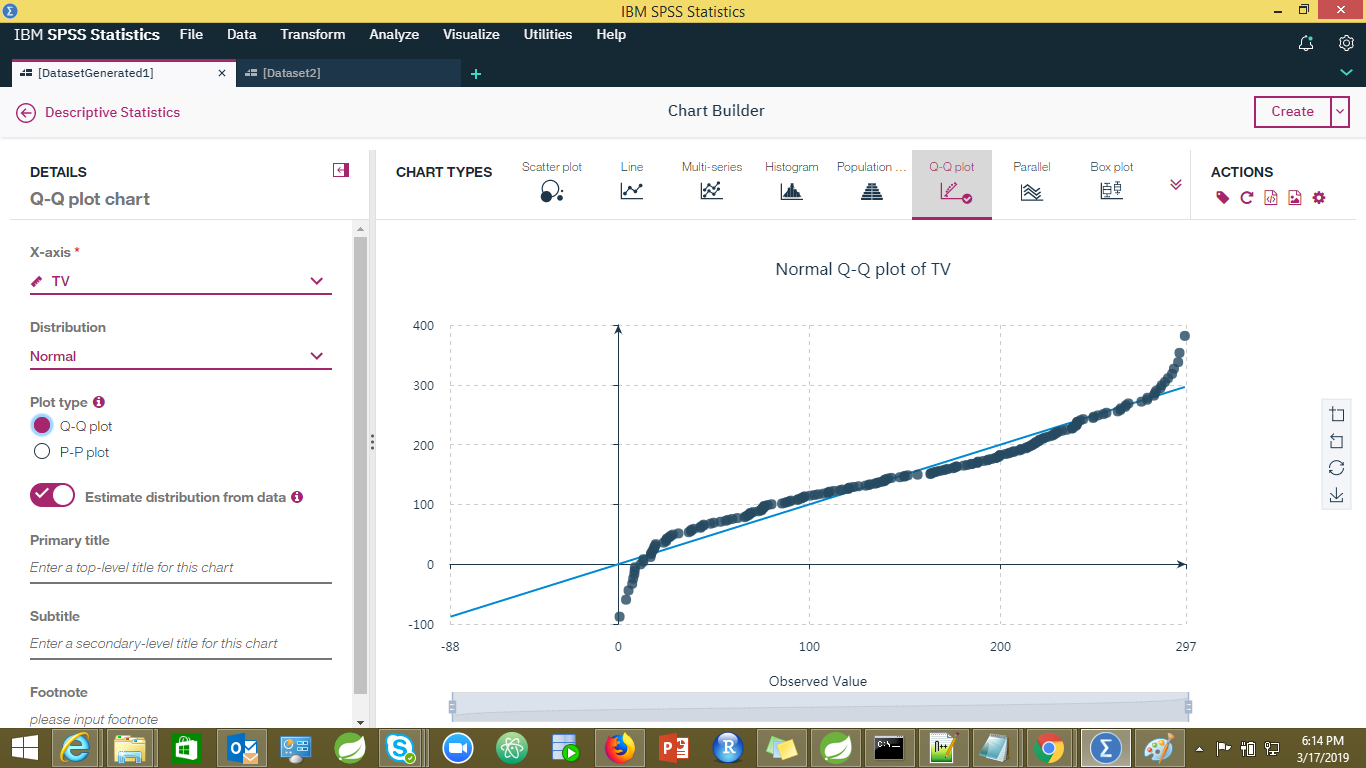 IBM SPSS Statistics
IBM SPSS Statistics File Data Transform Analyze Visualize Utilities Help
[DatasetGenerated1] × [Dataset2] +
Descriptive Statistics
Chart Builder
Create
DETAILS
Q-Q plot chart
CHART TYPES
Scatter plot Line Multi-series Histogram Population ... Q-Q plot Parallel Box plot
ACTIONS
X-axis *
TV
Distribution
Normal
Plot type
Q-Q plot
P-P plot
Estimate distribution from data
Primary title
Enter a top-level title for this chart
Subtitle
Enter a secondary-level title for this chart
Footnote
please input footnote
Normal Q-Q plot of TV
400
300
200
100
0
-100
-88 0 100 200 297
Observed Value
6:14 PM
3/17/2019